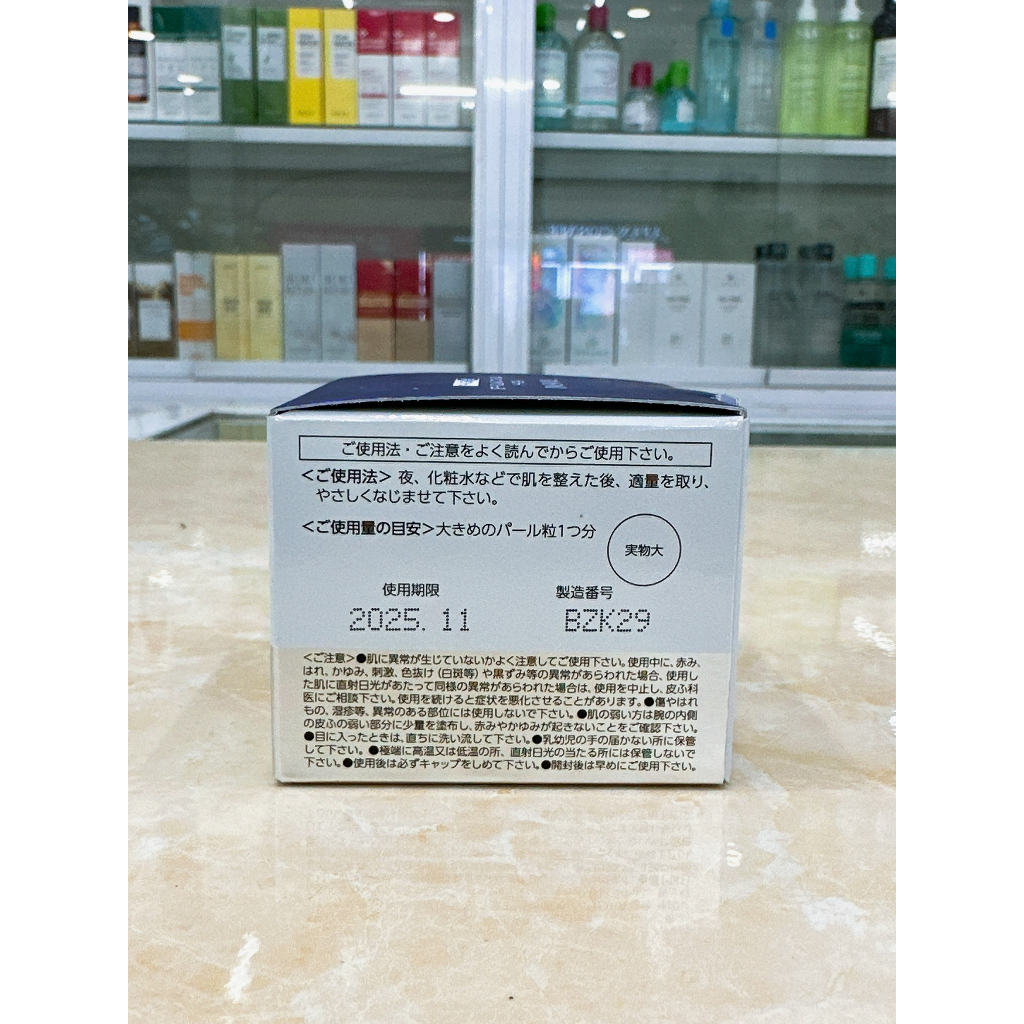 ご使用法・ご注意をよく読んでからご使用下さい。
＜ご使用法＞ 夜、化粧水などで肌を整えた後、適量を取り、
やさしくなじませて下さい。
＜ご使用量の目安＞大きめのパール粒1つ分
実物大
使用期限
製造番号
2025. 11
BZK29
＜ご注意＞●肌に異常が生じていないかよく注意してご使用下さい。使用中に、赤み、
はれ、かゆみ、刺激、色抜け（白斑等）や黒ずみ等の異常があらわれた場合、使用し
た肌に直射日光があたって同様の異常があらわれた場合は、使用を中止し、皮ふ科
医にご相談下さい。使用を続けると症状を悪化させることがあります。●傷やはれ
もの、湿疹等、異常のある部位には使用しないで下さい。●肌の弱い方は腕の内側
の皮ふの弱い部分に少量を塗布し、赤みやかゆみが起きないことをご確認下さい。
●目に入ったときは、直ちに洗い流して下さい。●乳幼児の手の届かない所に保管
して下さい。●極端に高温又は低温の所、直射日光の当たる所には保管しないで
下さい。●使用後は必ずキャップをしめて下さい。●開封後は早めにご使用下さい。